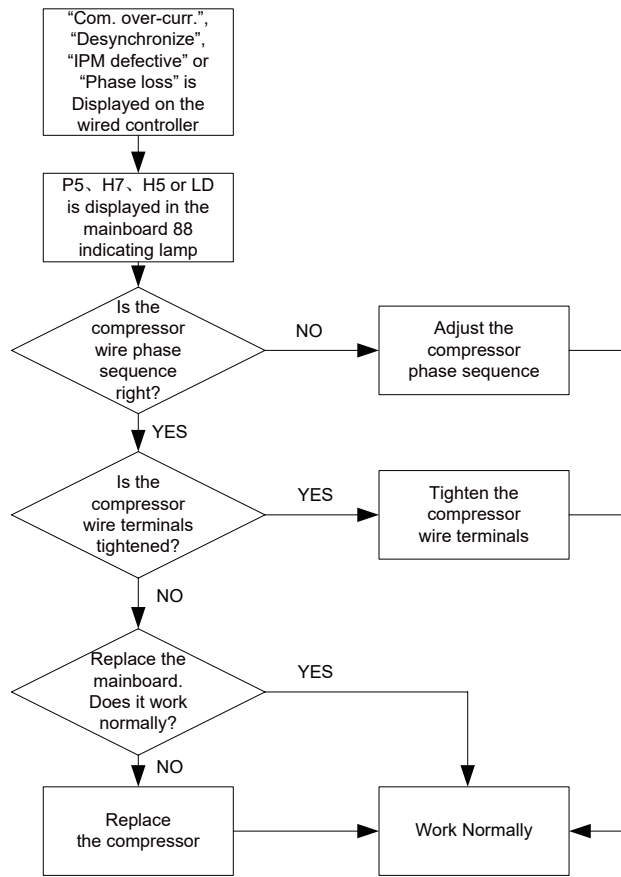 “Com. over-curr.”,
“Desynchronize”,
“IPM defective” or
“Phase loss” is
Displayed on the
wired controller
P5、H7、H5 or LD
is displayed in the
mainboard 88
indicating lamp
Is the
compressor
wire phase
sequence
right?
NO
Adjust the
compressor
phase sequence
YES
Is the
compressor
wire terminals
tightened?
YES
Tighten the
compressor
wire terminals
NO
Replace the
mainboard.
Does it work
normally?
YES
NO
Replace
the compressor
Work Normally